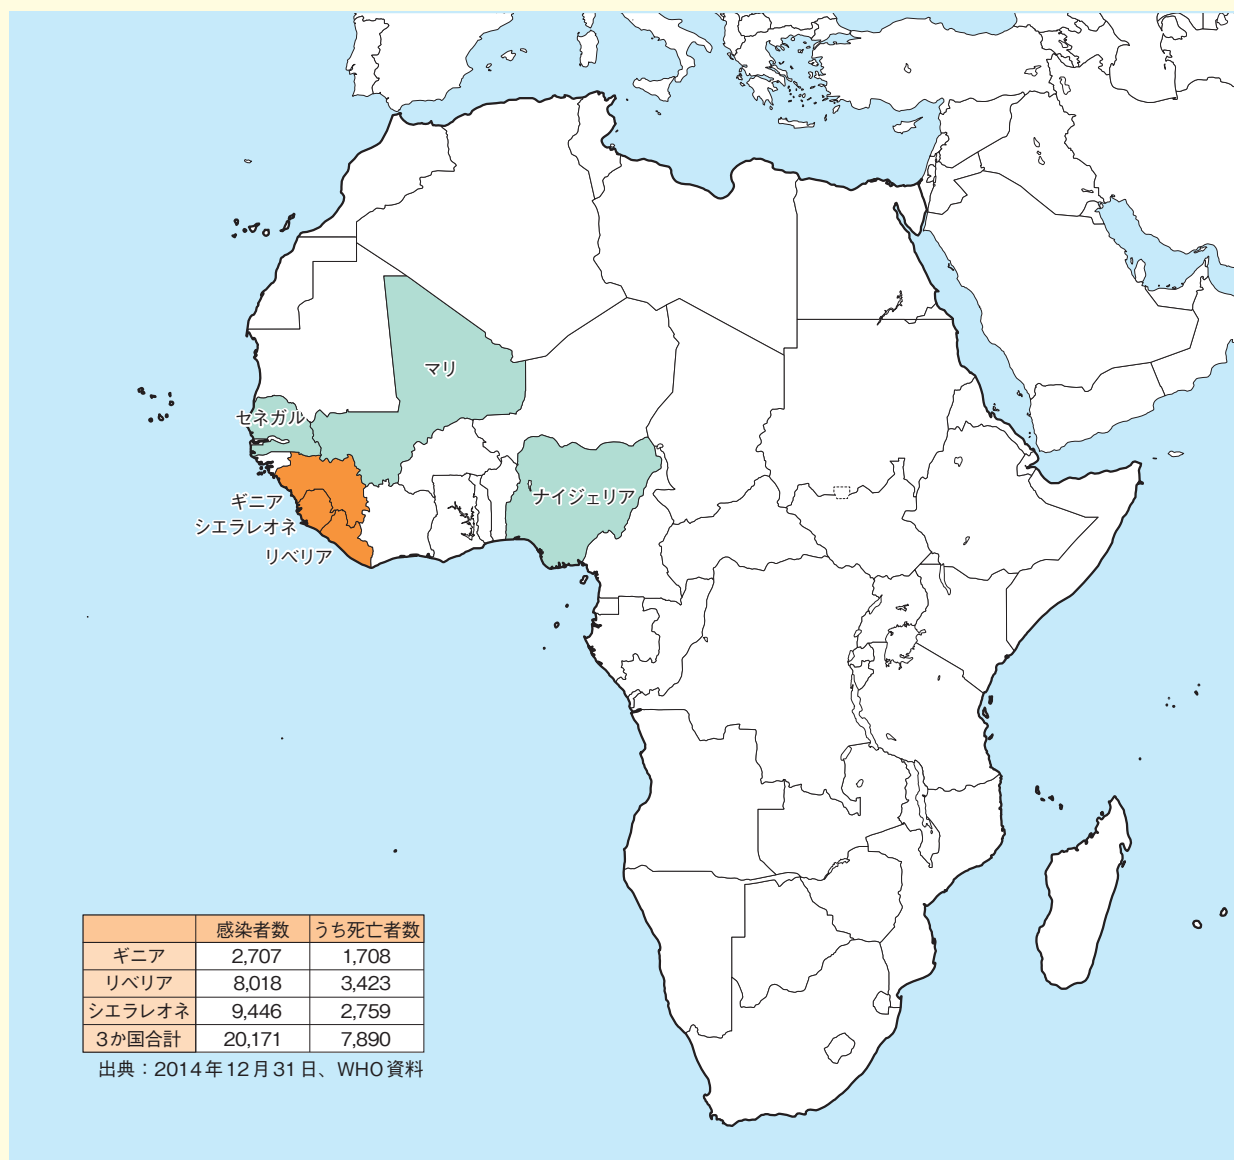 マリ
セネガル
ナイジェリア
ギニア
シエラレオネ
リベリア
感染者数 うち死亡者数
ギニア 2,707 1,708
リベリア 8,018 3,423
シエラレオネ 9,446 2,759
3か国合計 20,171 7,890
出典：2014年12月31日、WHO資料